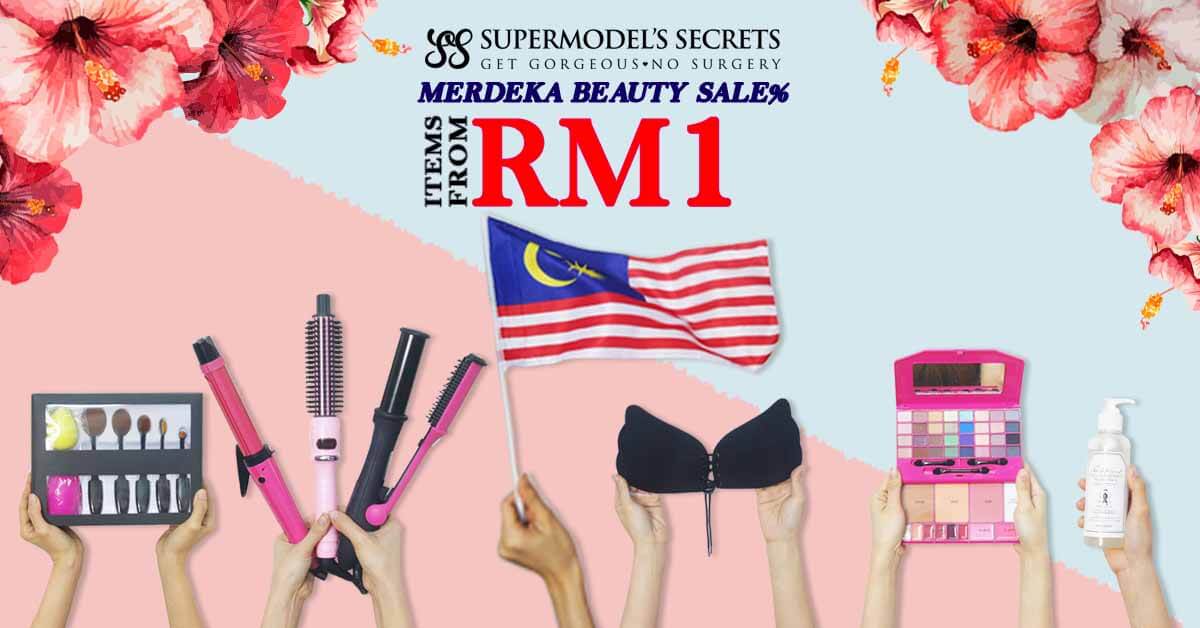 SUPERMODEL'S SECRETS
GET GORGEOUS♥NO SURGERY
MERDEKA BEAUTY SALE%
ITEMS
FROM
RM1